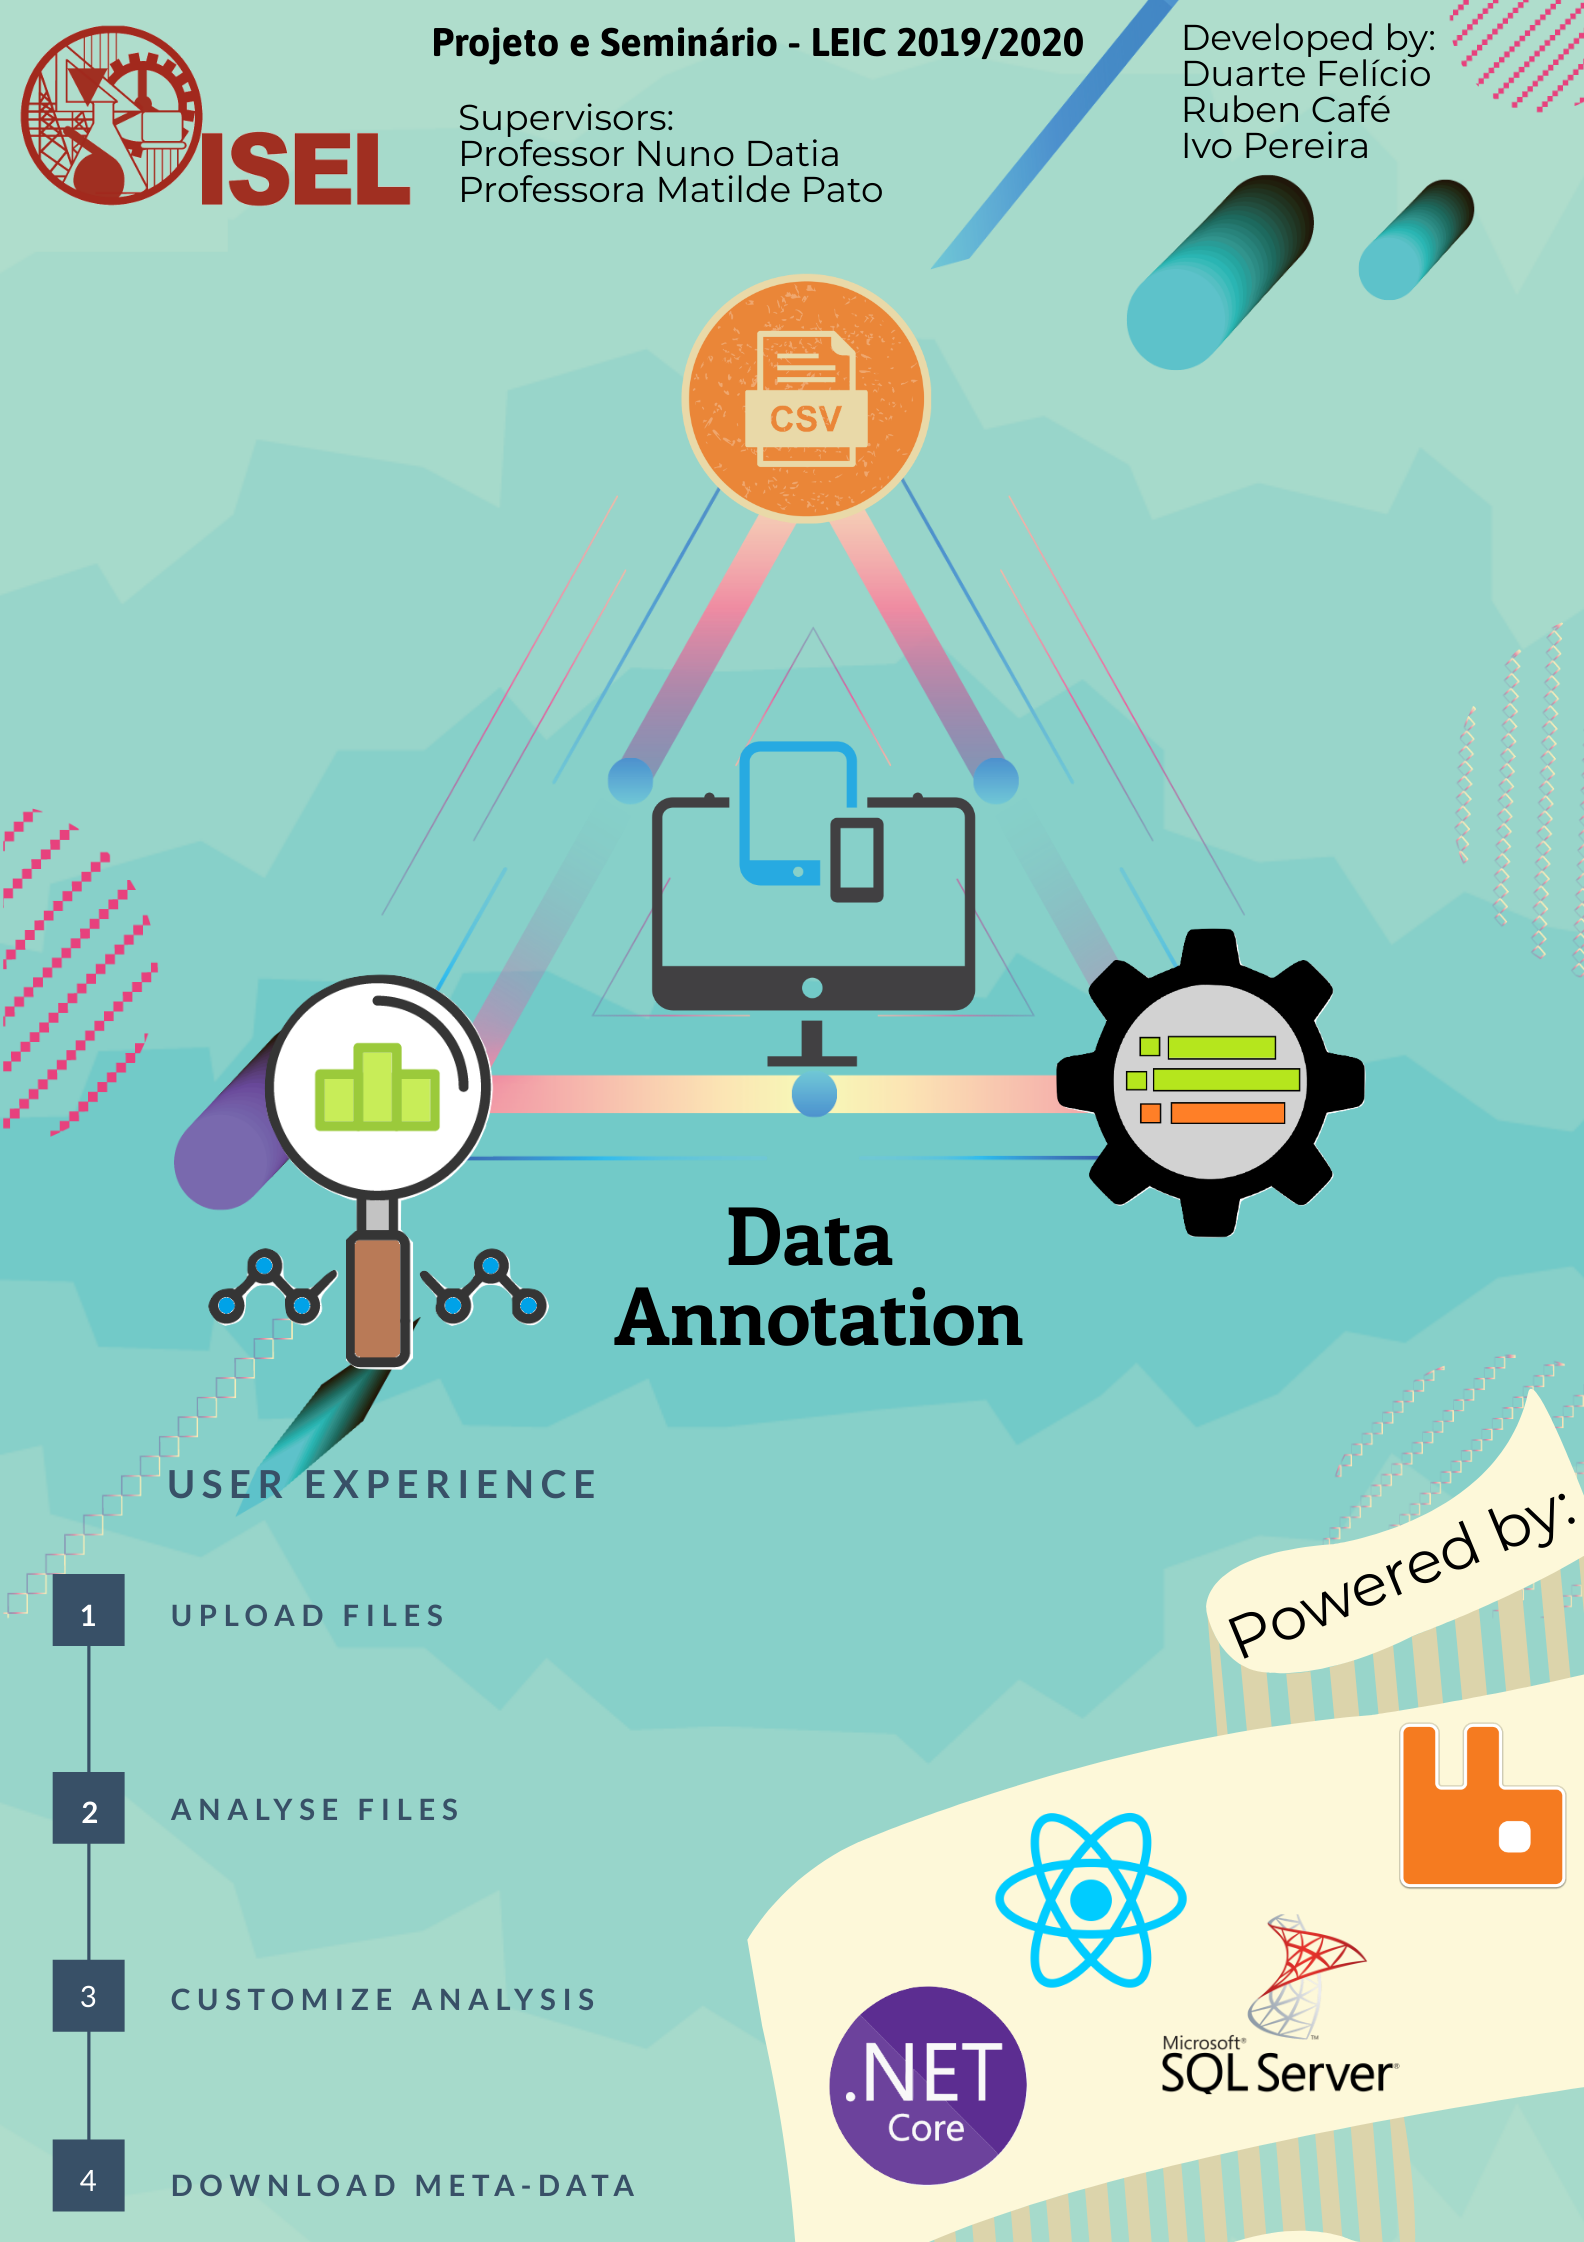 Projeto e Seminário - LEIC 2019/2020
ISEL
Supervisors:
Professor Nuno Datia
Professora Matilde Pato
Developed by:
Duarte Felício
Ruben Café
Ivo Pereira
CSV
Data
Annotation
USER EXPERIENCE
1 UPLOAD FILES
2 ANALYSE FILES
3 CUSTOMIZE ANALYSIS
4 DOWNLOAD META-DATA
Powered by:
.NET
Core
Microsoft®
SQL Server®